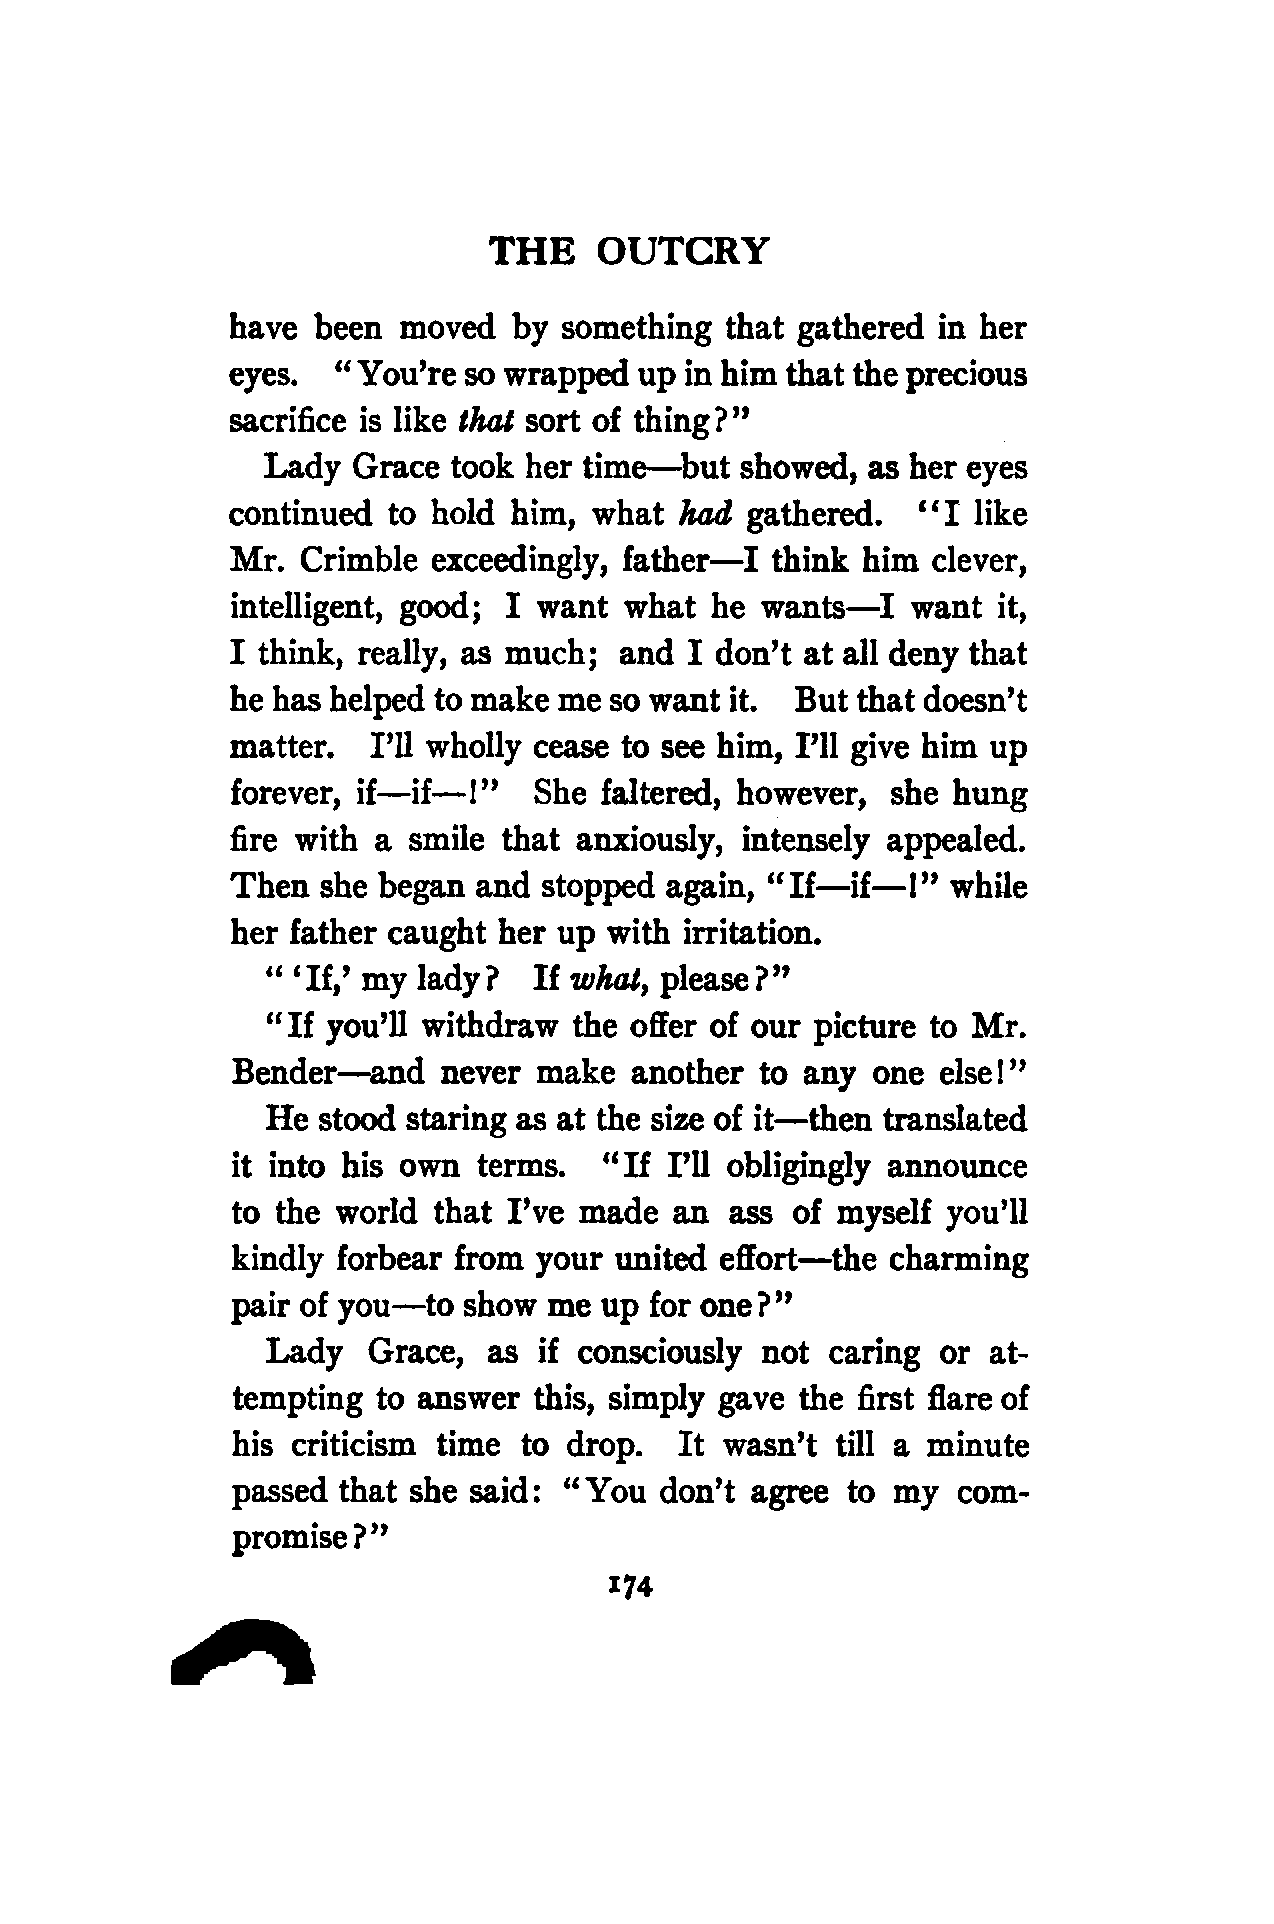 THE OUTCRY
have been moved by something that gathered in her
eyes. "You're so wrapped up in him that the precious
sacrifice is like that sort of thing?"
Lady Grace took her time—but showed, as her eyes
continued to hold him, what had gathered. "I like
Mr. Crimble exceedingly, father—I think him clever,
intelligent, good; I want what he wants—I want it,
I think, really, as much; and I don't at all deny that
he has helped to make me so want it. But that doesn't
matter. I'll wholly cease to see him, I'll give him up
forever, if—if—!" She faltered, however, she hung
fire with a smile that anxiously, intensely appealed.
Then she began and stopped again, "If—if—!" while
her father caught her up with irritation.
" 'If,' my lady? If what, please?"
"If you'll withdraw the offer of our picture to Mr.
Bender—and never make another to any one else!"
He stood staring as at the size of it—then translated
it into his own terms. "If I'll obligingly announce
to the world that I've made an ass of myself you'll
kindly forbear from your united effort—the charming
pair of you—to show me up for one?"
Lady Grace, as if consciously not caring or at-
tempting to answer this, simply gave the first flare of
his criticism time to drop. It wasn't till a minute
passed that she said: "You don't agree to my com-
promise?"
174